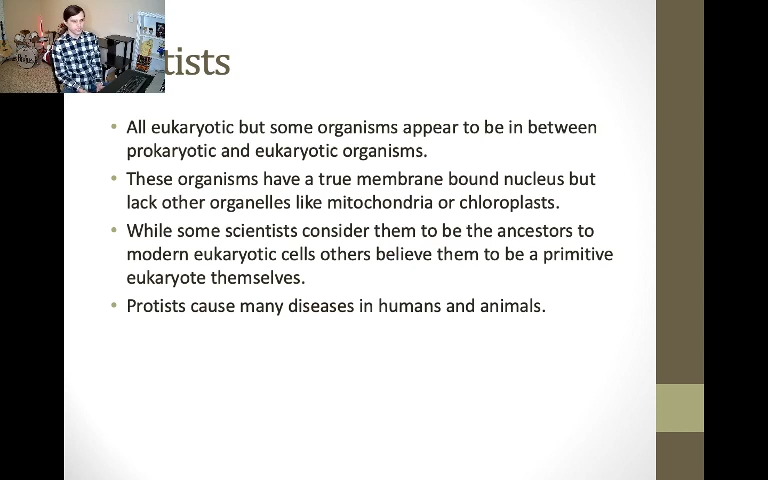 tists
• All eukaryotic but some organisms appear to be in between
prokaryotic and eukaryotic organisms.
• These organisms have a true membrane bound nucleus but
lack other organelles like mitochondria or chloroplasts.
• While some scientists consider them to be the ancestors to
modern eukaryotic cells others believe them to be a primitive
eukaryote themselves.
• Protists cause many diseases in humans and animals.